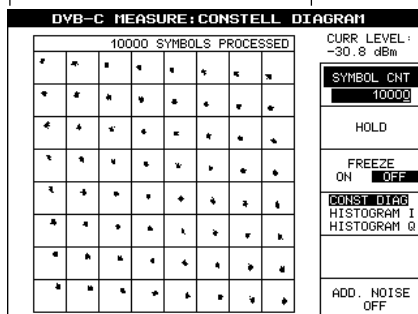 DVB-C MEASURE:CONSTELL DIAGRAM
10000 SYMBOLS PROCESSED
CURR LEVEL:
-30.8 dBm
SYMBOL CNT
10000
HOLD
FREEZE
ON OFF
CONST DIAG
HISTOGRAM I
HISTOGRAM Q
ADD. NOISE
OFF